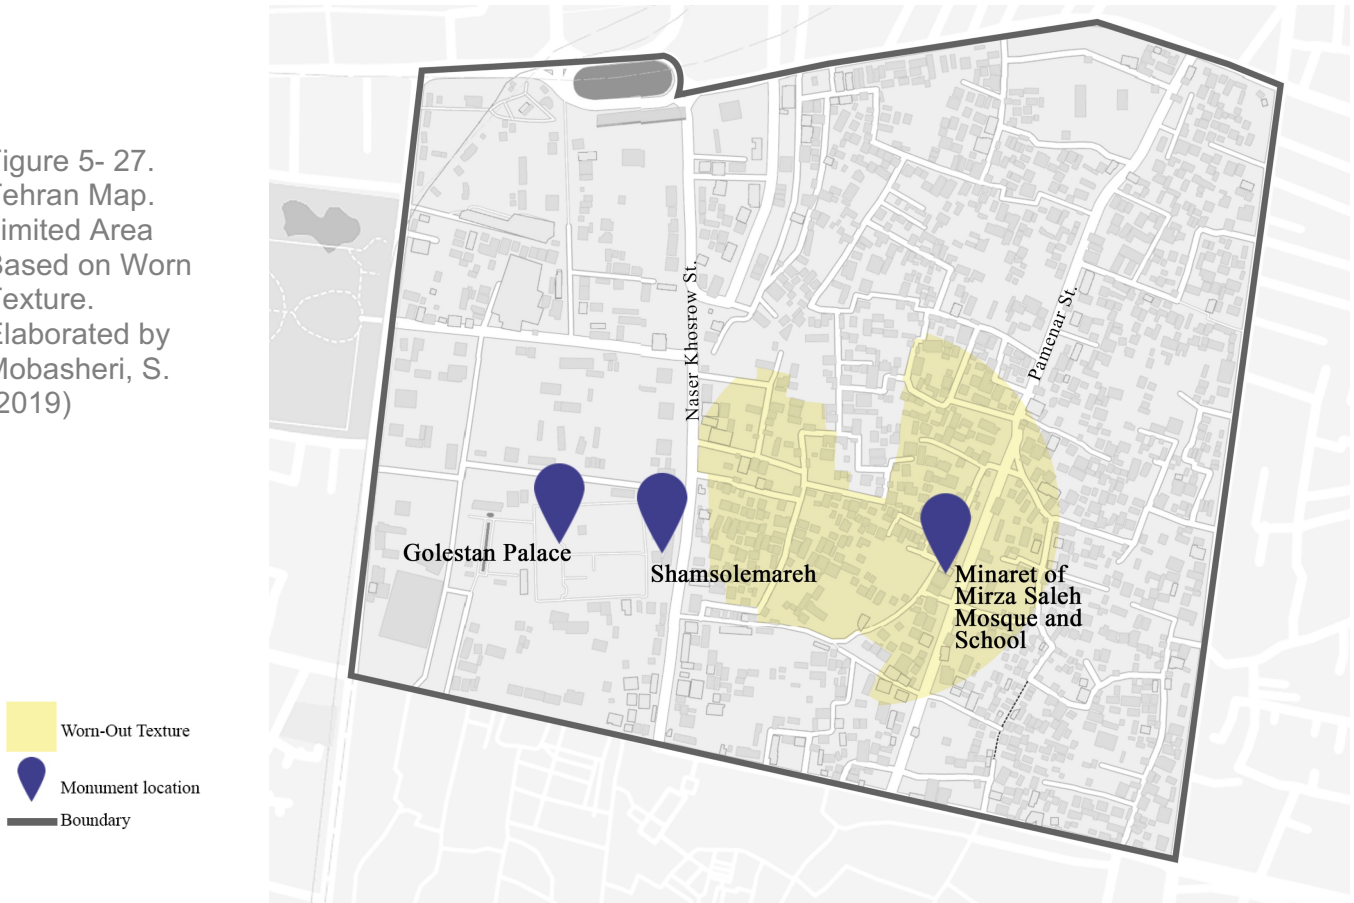 igure 5- 27.
ehran Map.
imited Area
Based on Worn
exture.
Elaborated by
Mobasheri, S.
2019)
Naser Khosrow St.
Pamenar St.
Golestan Palace
Shamsolemareh
Minaret of
Mirza Saleh
Mosque and
School
Worn-Out Texture
Monument location
Boundary